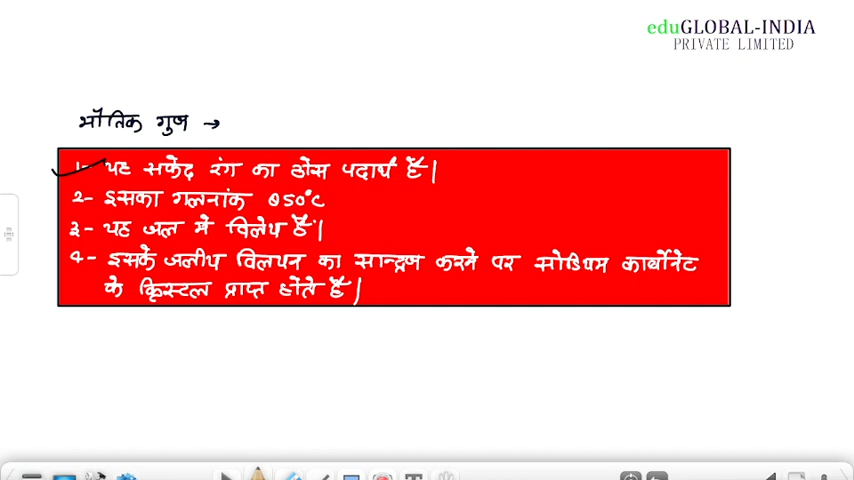 eduGLOBAL-INDIA
PRIVATE LIMITED
भौतिक गुण →
1- यह सफेद रंग का ठोस पदार्थ है।
2- इसका गलनांक 850°C
3- यह जल में विलेय है।
4- इसके जलीय विलयन का सान्द्रण करने पर सोडियम कार्बोनेट
के क्रिस्टल प्राप्त होते है।